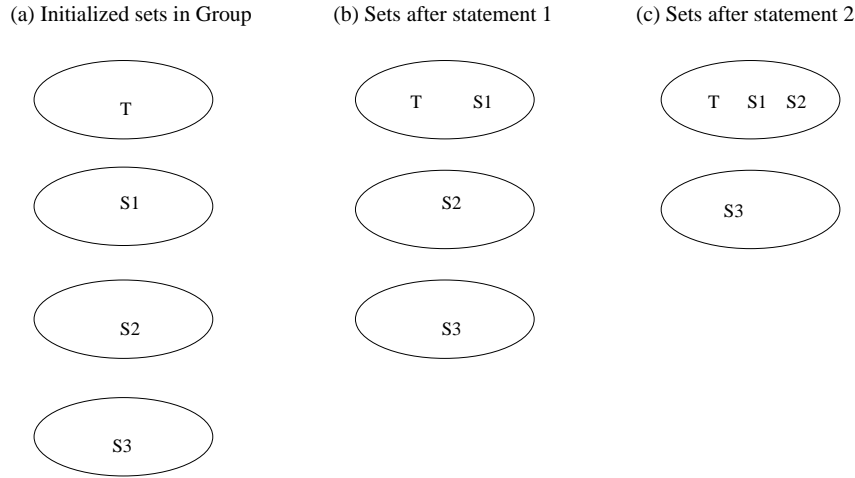 (a) Initialized sets in Group
(b) Sets after statement 1
(c) Sets after statement 2
T
T S1
T S1 S2
S1
S2
S3
S2
S3
S3